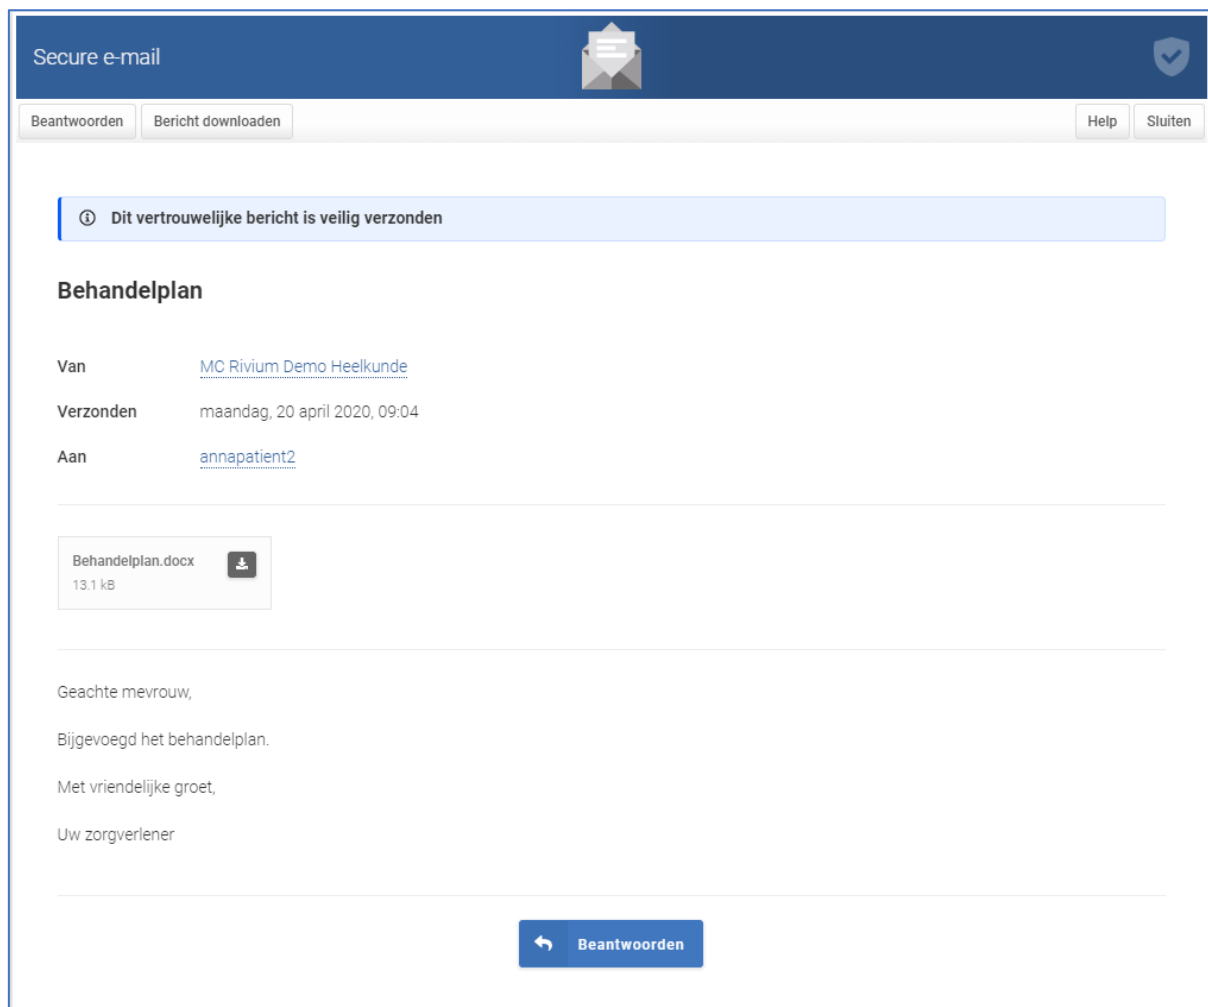 Secure e-mail
Beantwoorden Bericht downloaden Help Sluiten
Dit vertrouwelijke bericht is veilig verzonden
Behandelplan
Van MC Rivium Demo Heelkunde
Verzonden maandag, 20 april 2020, 09:04
Aan annapatient2
Behandelplan.docx
13.1 kB
Geachte mevrouw,
Bijgevoegd het behandelplan.
Met vriendelijke groet,
Uw zorgverlener
Beantwoorden